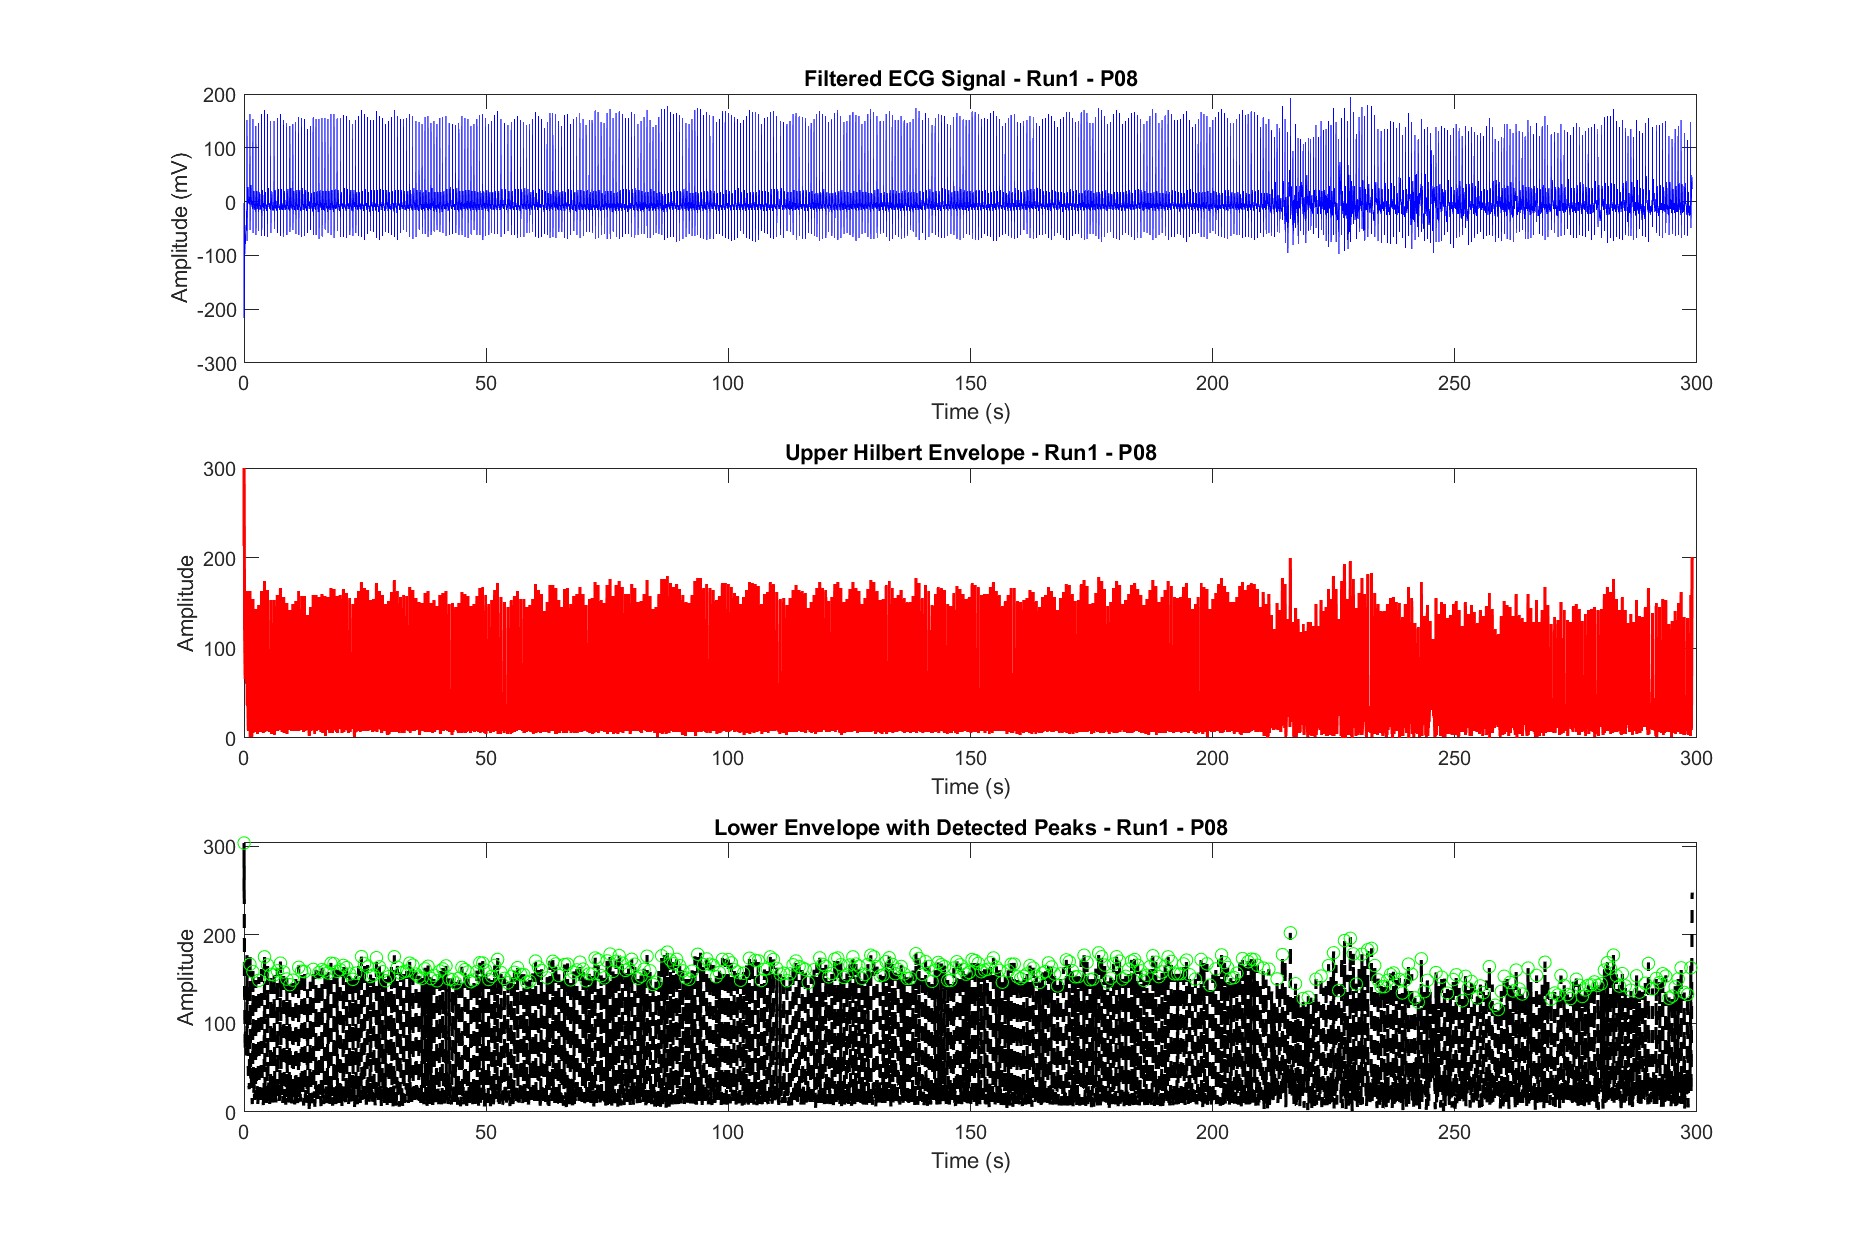 Filtered ECG Signal - Run1 - P08
200
100
0
-100
-200
-300
Amplitude (mV)
0 50 100 150 200 250 300
Time (s)
Upper Hilbert Envelope - Run1 - P08
300
200
100
0
Amplitude
0 50 100 150 200 250 300
Time (s)
Lower Envelope with Detected Peaks - Run1 - P08
300
200
100
0
Amplitude
0 50 100 150 200 250 300
Time (s)